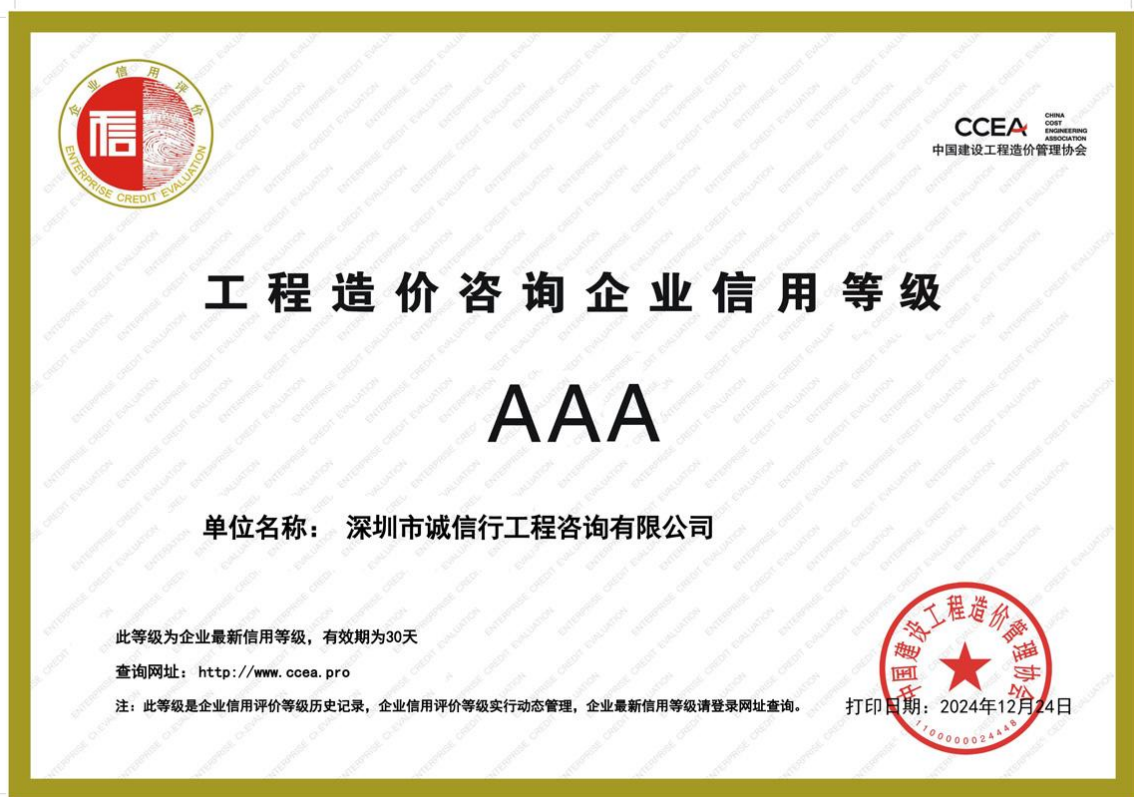 企业信用评价
ENTERPRISE CREDIT EVALUATION
信
CCEA
CHINA
COST
ENGINEERING
ASSOCIATION
中国建设工程造价管理协会
工程造价咨询企业信用等级
AAA
单位名称： 深圳市诚信行工程咨询有限公司
此等级为企业最新信用等级，有效期为30天
查询网址：http://www.ccea.pro
注：此等级是企业信用评价等级历史记录，企业信用评价等级实行动态管理，企业最新信用等级请登录网址查询。
打印日期：2024年12月24日
中国建设工程造价管理协会
1100000024448